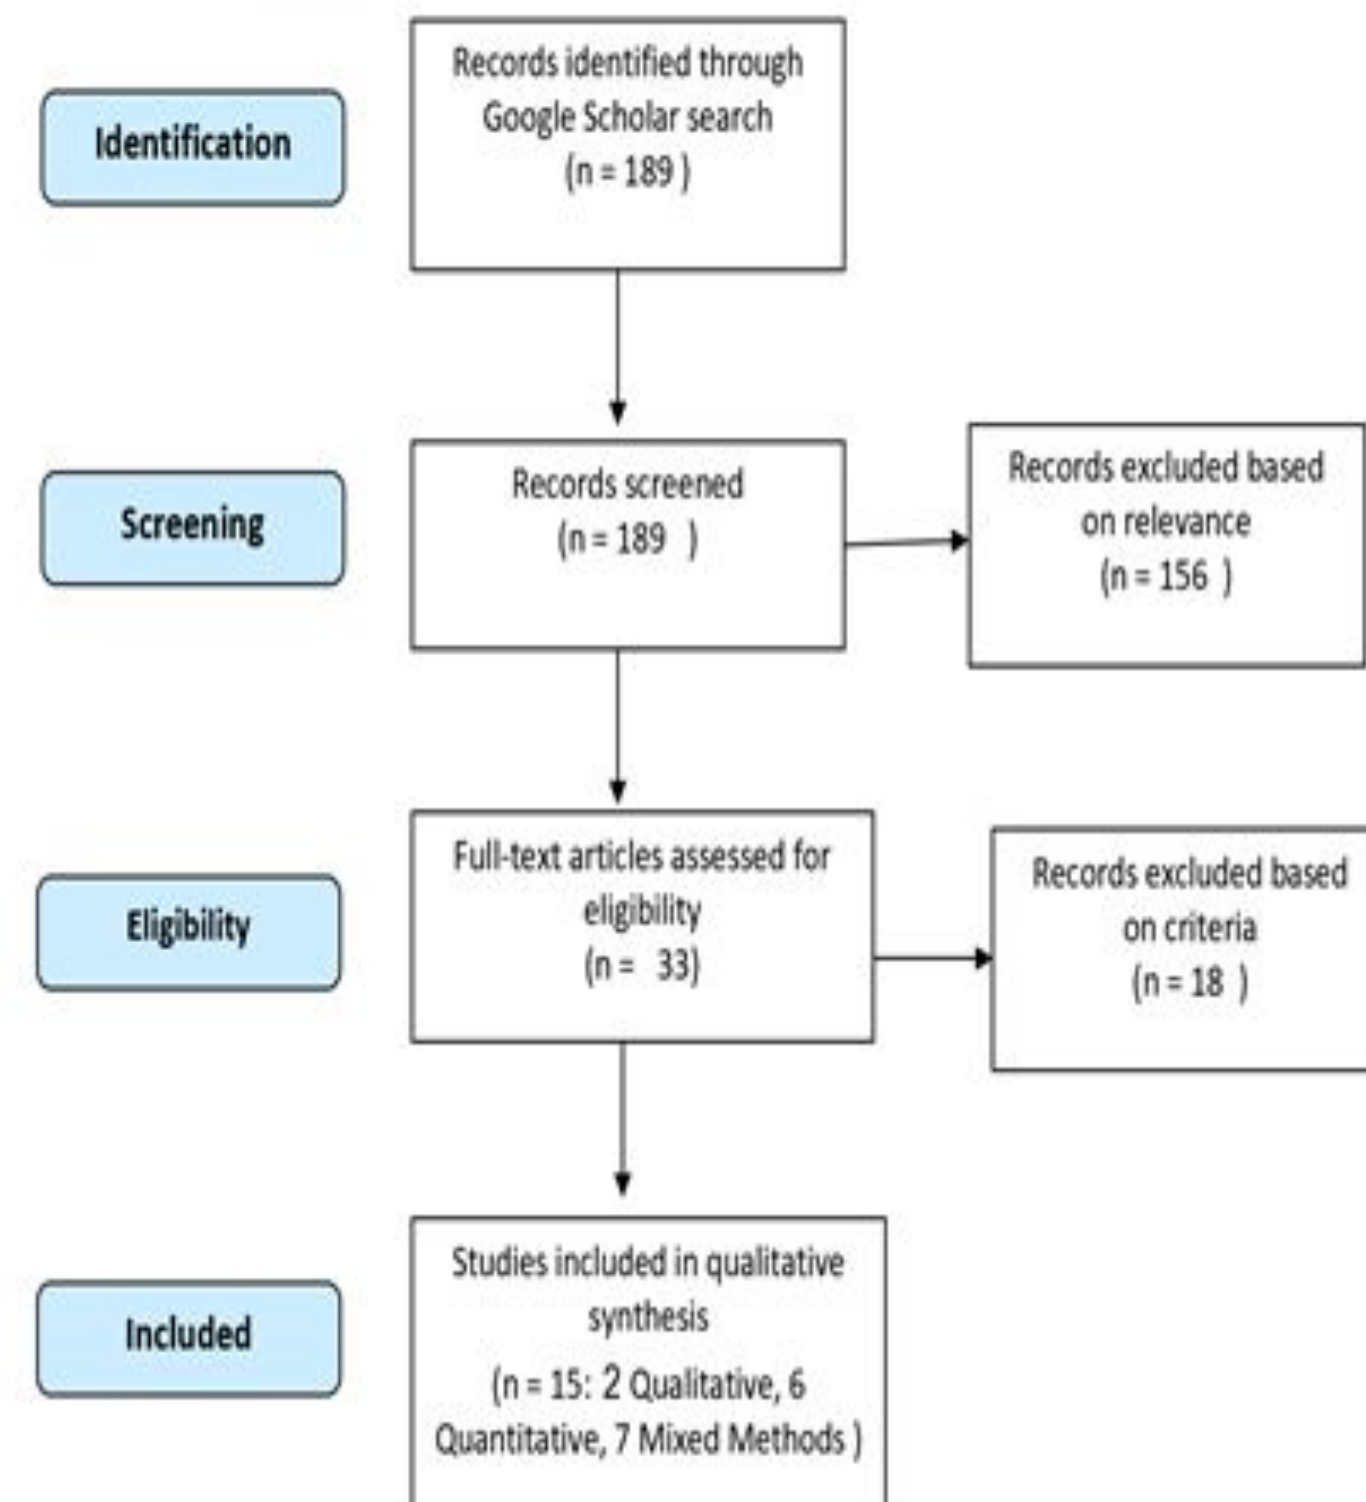 Identification
Records identified through
Google Scholar search
(n = 189 )
Screening
Records screened
(n = 189   )
Records excluded based
on relevance
(n = 156  )
Eligibility
Full-text articles assessed for
eligibility
(n =   33)
Records excluded based
on criteria
(n = 18  )
Included
Studies included in qualitative
synthesis
(n = 15: 2 Qualitative, 6
Quantitative, 7 Mixed Methods )